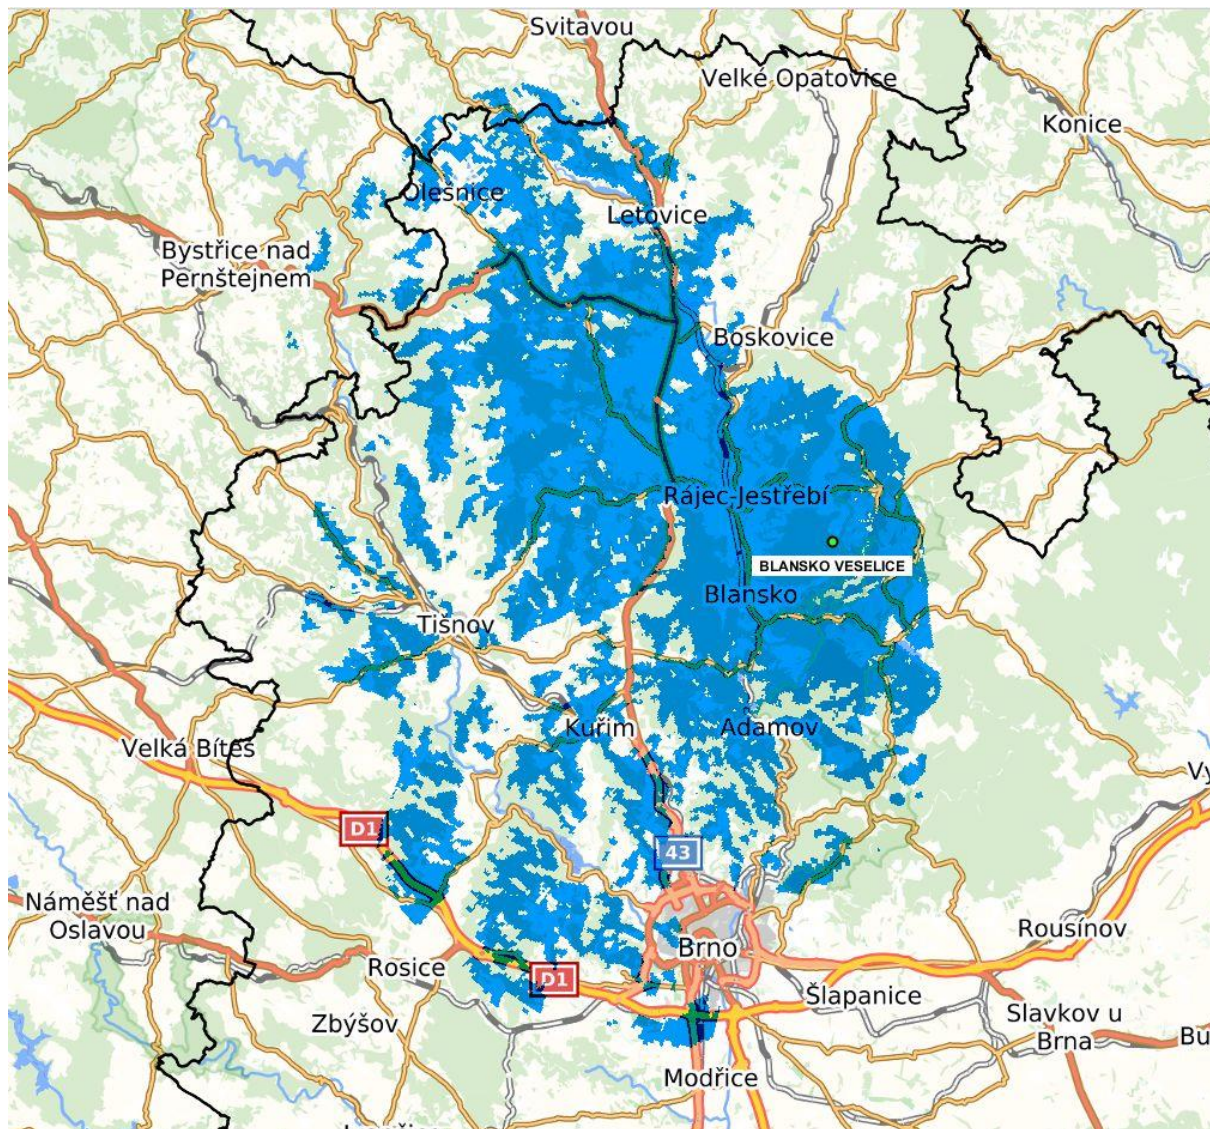 Svitavou
Velké Opatovice
Konice
Olešnice
Letovice
Bystřice nad
Pernštejnem
Boskovice
Rájec-Jestřebí
BLANSKO VESELICE
Blansko
Tišnov
Kuřim
Adamov
Velká Bíteš
D1
43
Náměšť nad
Oslavou
Rousínov
Brno
Rosice
D1
Šlapanice
Zbýšov
Slavkov u
Brna
Modřice